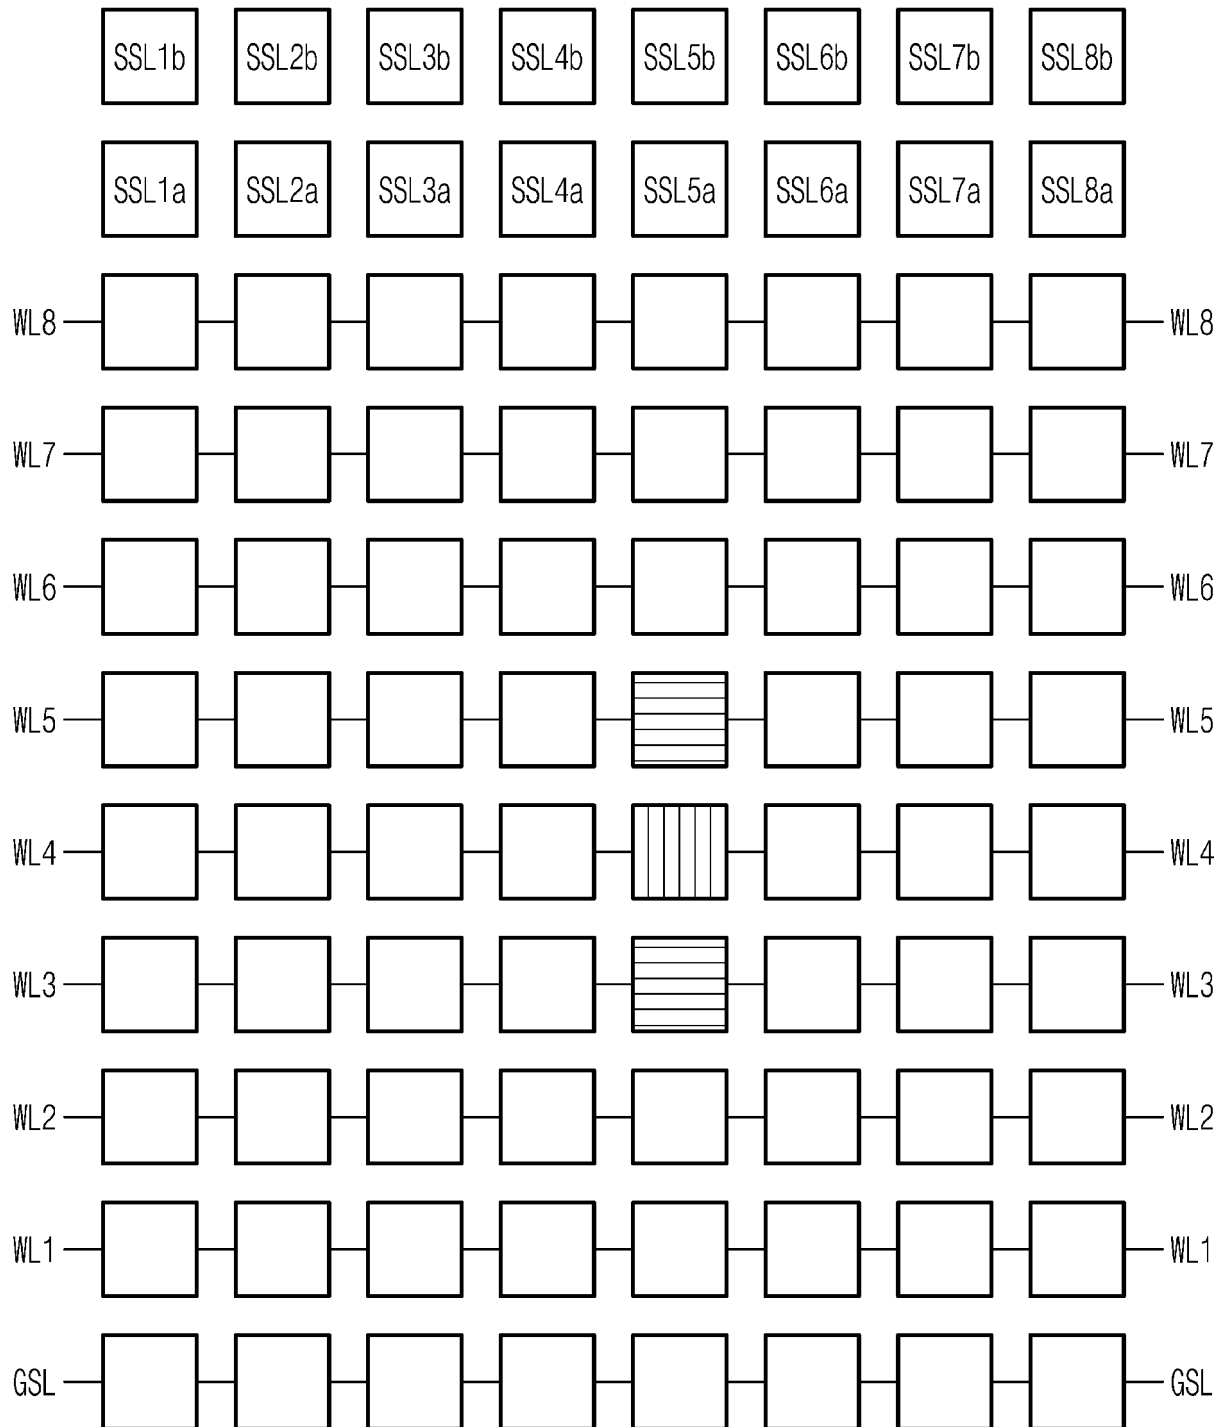 SSL1b SSL2b SSL3b SSL4b SSL5b SSL6b SSL7b SSL8b
SSL1a SSL2a SSL3a SSL4a SSL5a SSL6a SSL7a SSL8a
WL8 WL8
WL7 WL7
WL6 WL6
WL5 WL5
WL4 WL4
WL3 WL3
WL2 WL2
WL1 WL1
GSL GSL